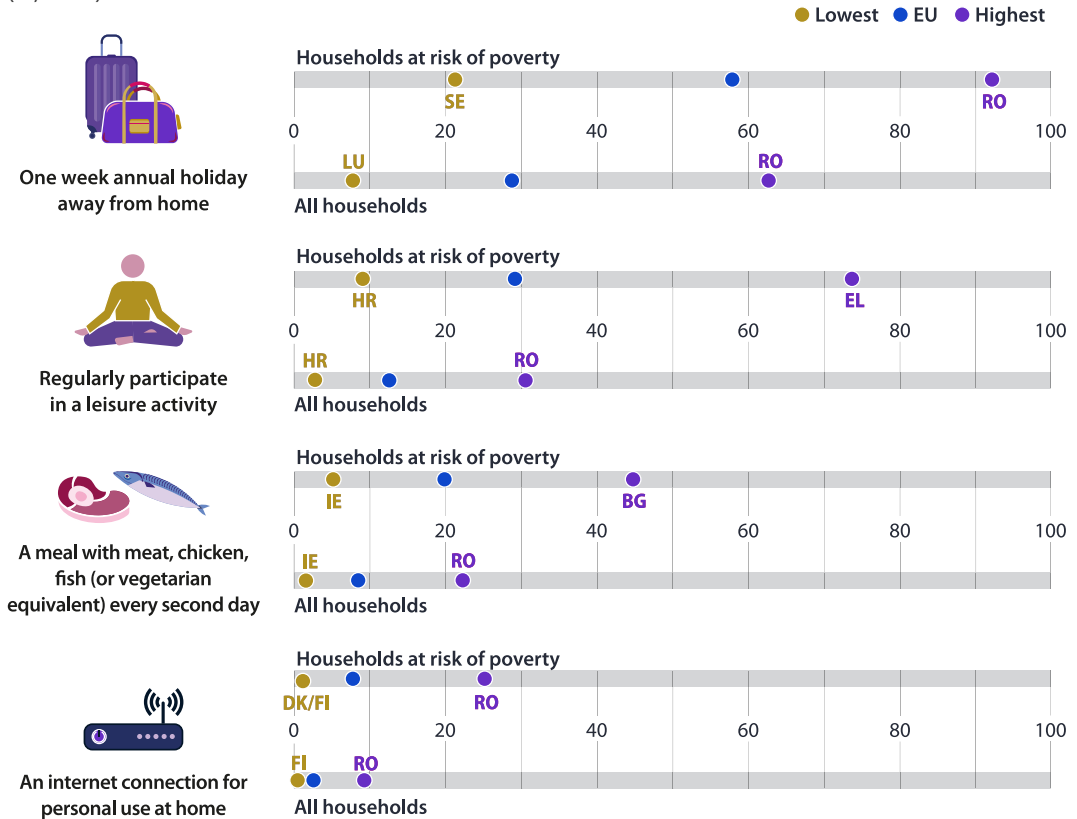 Lowest EU Highest
Households at risk of poverty
SE RO
0 20 40 60 80 100
LU RO
One week annual holiday
away from home
All households
Households at risk of poverty
HR EL
0 20 40 60 80 100
HR RO
Regularly participate
in a leisure activity
All households
Households at risk of poverty
IE BG
0 20 40 60 80 100
IE RO
A meal with meat, chicken,
fish (or vegetarian
equivalent) every second day
All households
Households at risk of poverty
DK/FI RO
0 20 40 60 80 100
FI RO
An internet connection for
personal use at home
All households